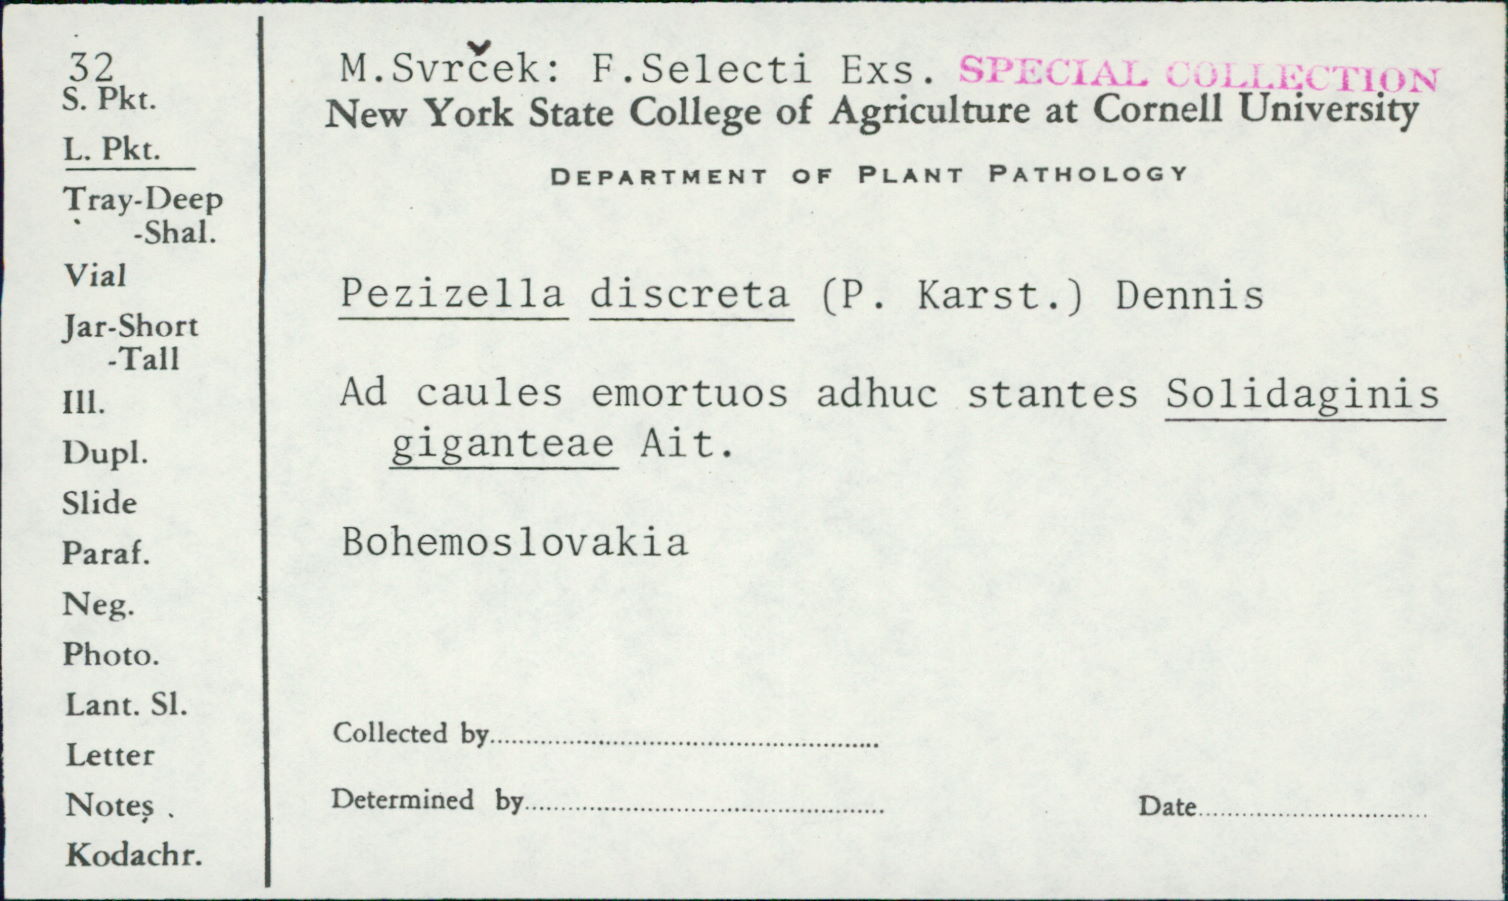 32
S. Pkt.
L. Pkt.
Tray-Deep
-Shal.
Vial
Jar-Short
-Tall
Ill.
Dupl.
Slide
Paraf.
Neg.
Photo.
Lant. Sl.
Letter
Notes
Kodachr.
M.Svrček: F.Selecti Exs. SPECIAL COLLECTION
New York State College of Agriculture at Cornell University
DEPARTMENT OF PLANT PATHOLOGY
Pezizella discreta (P. Karst.) Dennis
Ad caules emortuos adhuc stantes Solidaginis
giganteae Ait.
Bohemoslovakia
Collected by
Determined by
Date